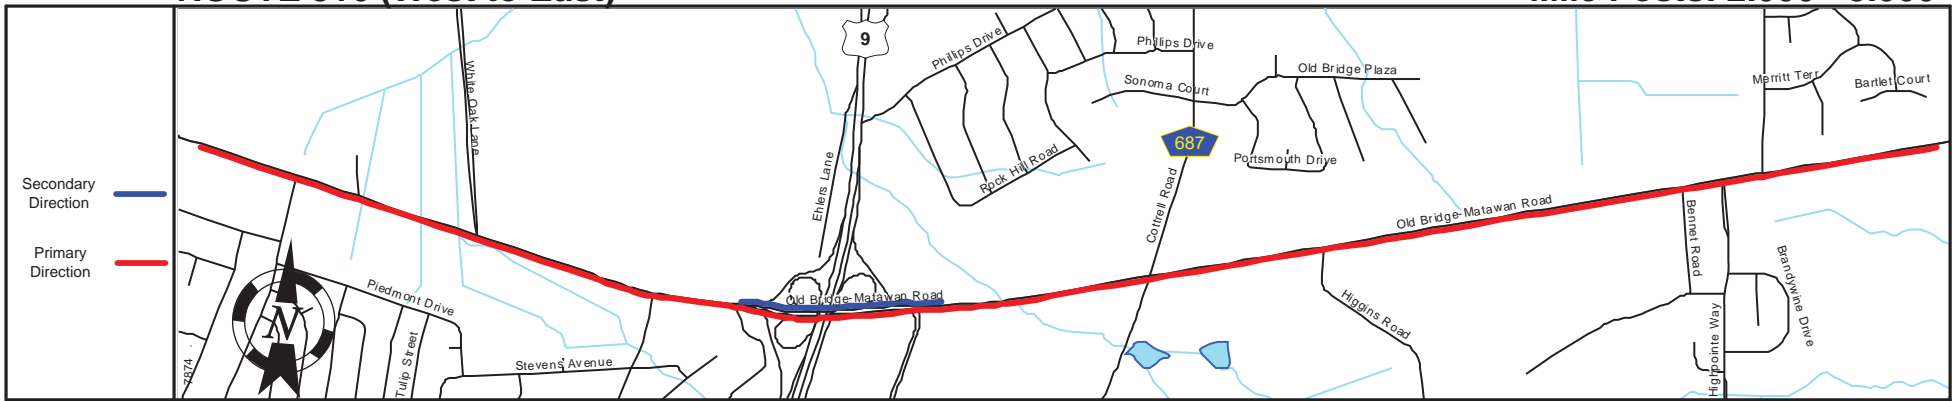 Secondary
Direction
Primary
Direction
White Oak Lane
9
Phillips Drive
Phillips Drive
Sonoma Court
Old Bridge Plaza
Merritt Terr
Bartlet Court
687
Portsmouth Drive
Rock Hill Road
Ehlers Lane
Cottrell Road
Old Bridge-Matawan Road
Bennet Road
Brandywine Drive
Piedmont Drive
Old Bridge-Matawan Road
Higgins Road
Highpointe Way
N
7874
Tulip Street
Stevens Avenue